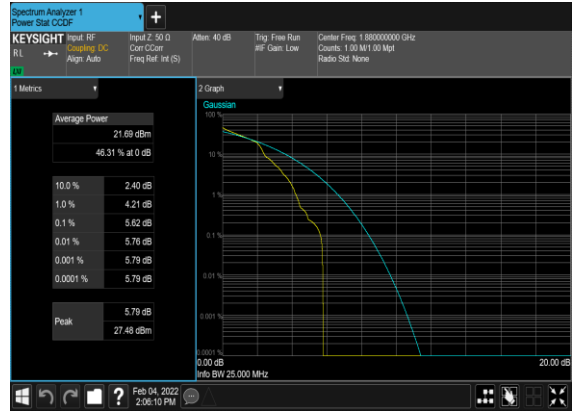 Spectrum Analyzer 1
Power Stat CCDF
KEYSIGHT
RL
Input: RF
Coupling: DC
Align: Auto
Input Z: 50 Ω
Corr CCorr
Freq Ref: Int (S)
Atten: 40 dB
Trig: Free Run
#IF Gain: Low
Center Freq: 1.880000000 GHz
Counts: 1.00 M/1.00 Mpt
Radio Std: None
1 Metrics
Average Power
21.69 dBm
46.31 % at 0 dB
10.0 % 2.40 dB
1.0 % 4.21 dB
0.1 % 5.62 dB
0.01 % 5.76 dB
0.001 % 5.79 dB
0.0001 % 5.79 dB
Peak
5.79 dB
27.48 dBm
2 Graph
Gaussian
100 %
10 %
1 %
0.1 %
0.01 %
0.001 %
0.0001 %
0.00 dB
20.00 dB
Info BW 25.000 MHz
Feb 04, 2022
2:06:10 PM